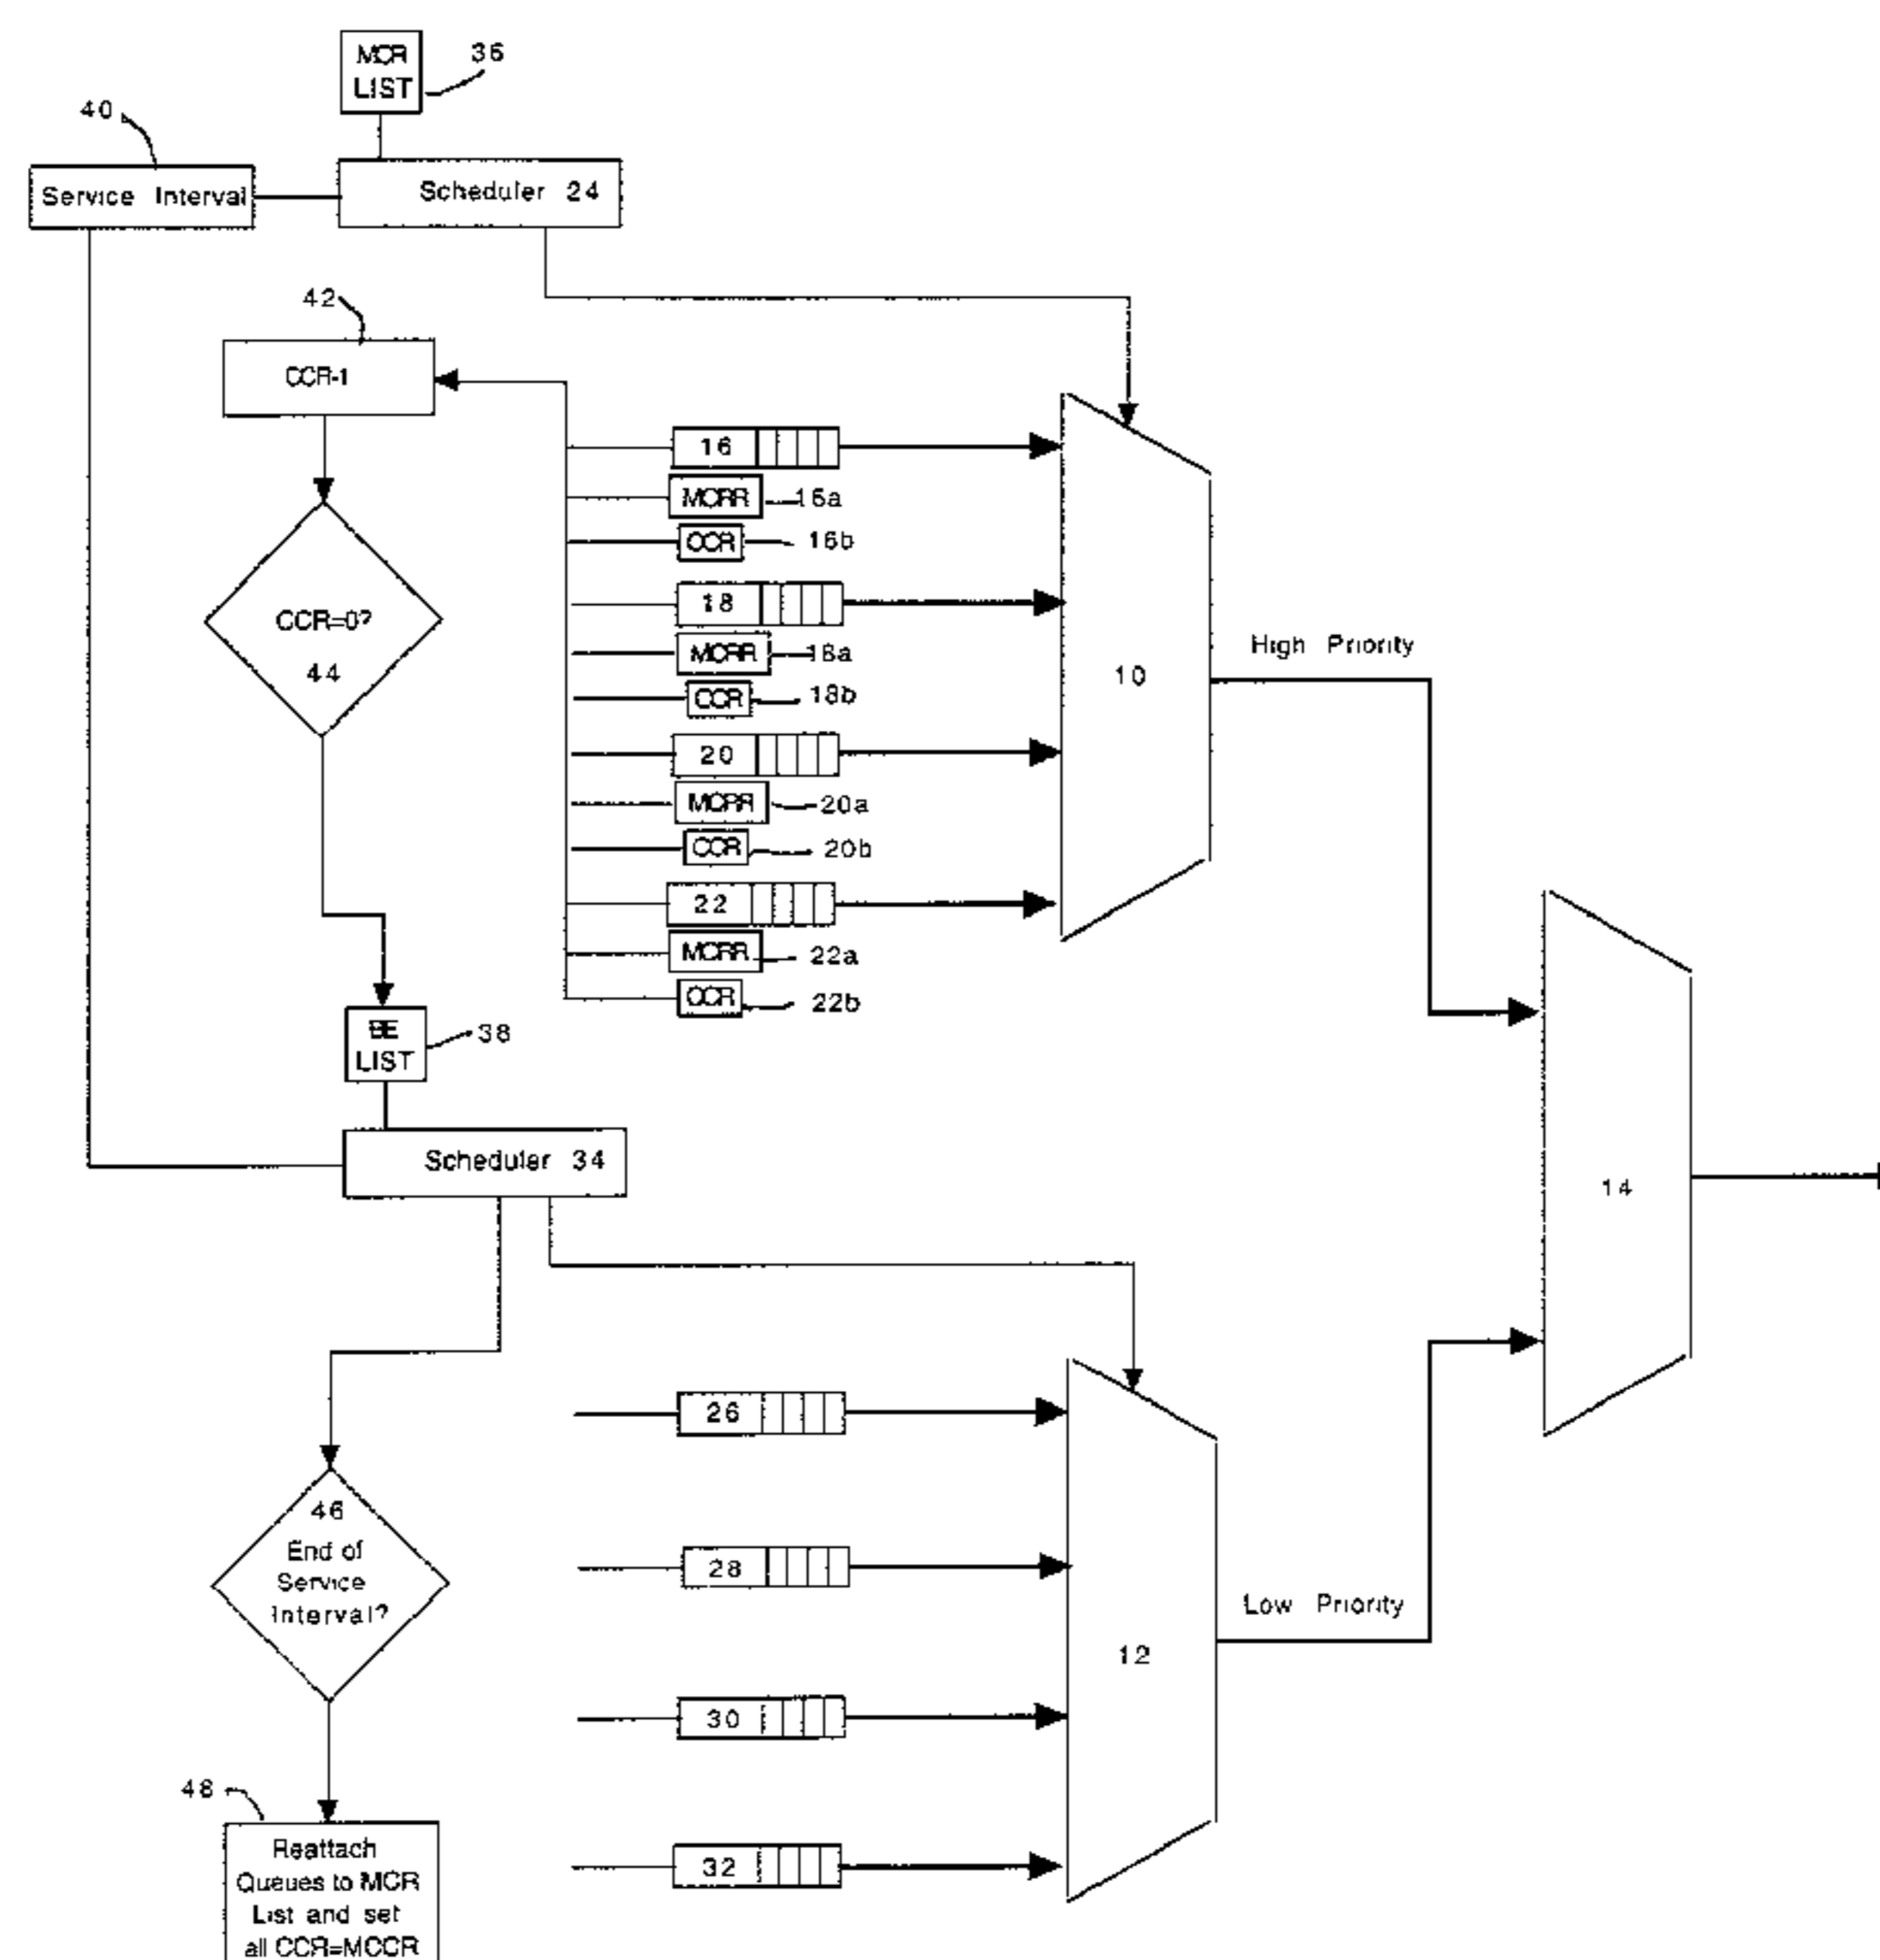 MCR
LIST
36
40
Service Interval
Scheduler 24
42
CCR-1
16
MCRR
16a
CCR
16b
CCR=0?
44
18
MCRR
18a
CCR
18b
High Priority
10
20
MCRR
20a
CCR
20b
22
MCRR
22a
CCR
22b
BE
LIST
38
Scheduler 34
14
26
46
End of
Service
Interval?
28
Low Priority
12
30
48
Reattach
Queues to MCR
List and set
all CCR=MCCR
32